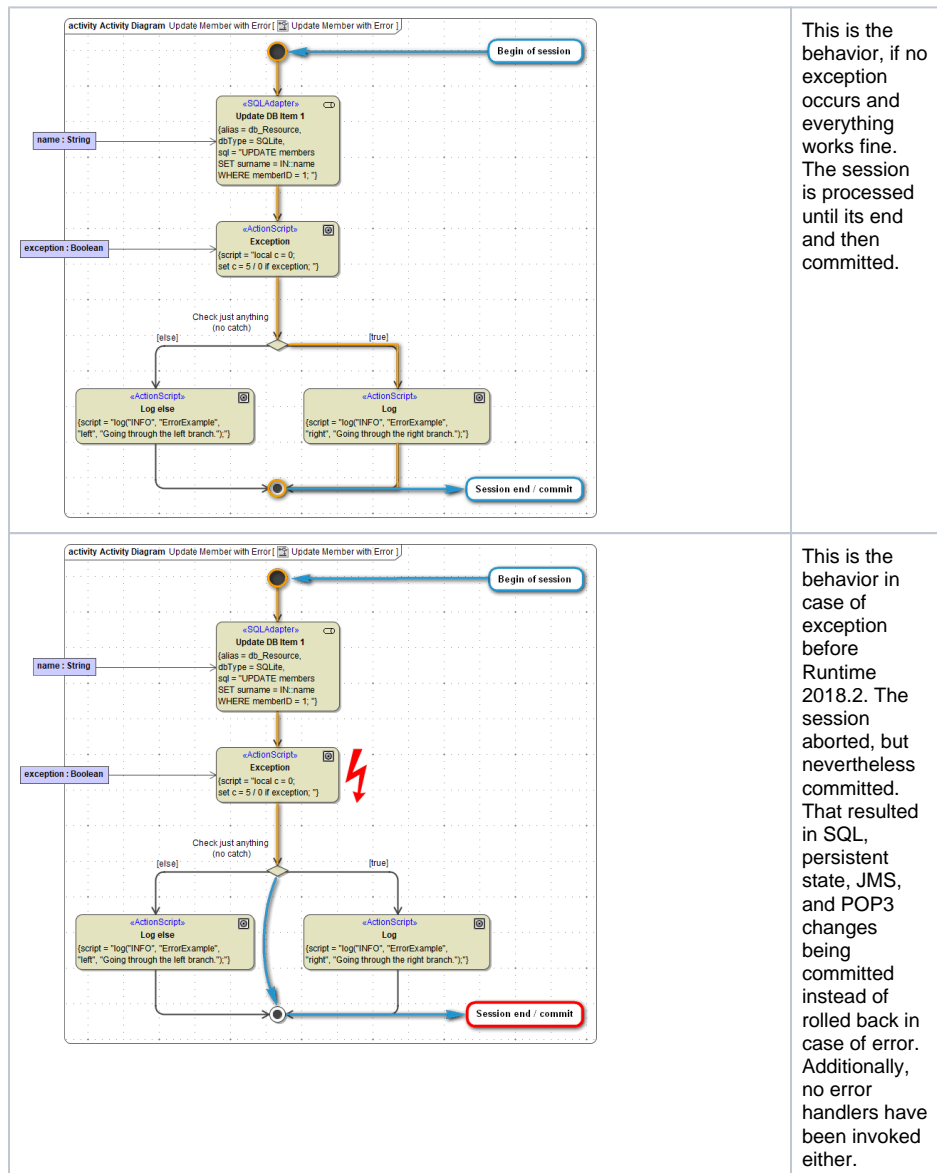 activity Activity Diagram Update Member with Error [ Update Member with Error ]
Begin of session
«SQLAdapter»
Update DB Item 1
{alias = db_Resource,
dbType = SQLite,
sql = "UPDATE members
SET surname = IN::name
WHERE memberID = 1; "}
name : String
«ActionScript»
Exception
{script = "local c = 0;
set c = 5 / 0 if exception; "}
exception : Boolean
Check just anything
(no catch)
[else]
[true]
«ActionScript»
Log else
{script = "log("INFO", "ErrorExample",
"left", "Going through the left branch.");"}
«ActionScript»
Log
{script = "log("INFO", "ErrorExample",
"right", "Going through the right branch.");"}
Session end / commit
This is the
behavior, if no
exception
occurs and
everything
works fine.
The session
is processed
until its end
and then
committed.
activity Activity Diagram Update Member with Error [ Update Member with Error ]
Begin of session
«SQLAdapter»
Update DB Item 1
{alias = db_Resource,
dbType = SQLite,
sql = "UPDATE members
SET surname = IN::name
WHERE memberID = 1; "}
name : String
«ActionScript»
Exception
{script = "local c = 0;
set c = 5 / 0 if exception; "}
exception : Boolean
Check just anything
(no catch)
[else]
[true]
«ActionScript»
Log else
{script = "log("INFO", "ErrorExample",
"left", "Going through the left branch.");"}
«ActionScript»
Log
{script = "log("INFO", "ErrorExample",
"right", "Going through the right branch.");"}
Session end / commit
This is the
behavior in
case of
exception
before
Runtime
2018.2. The
session
aborted, but
nevertheless
committed.
That resulted
in SQL,
persistent
state, JMS,
and POP3
changes
being
committed
instead of
rolled back in
case of error.
Additionally,
no error
handlers have
been invoked
either.